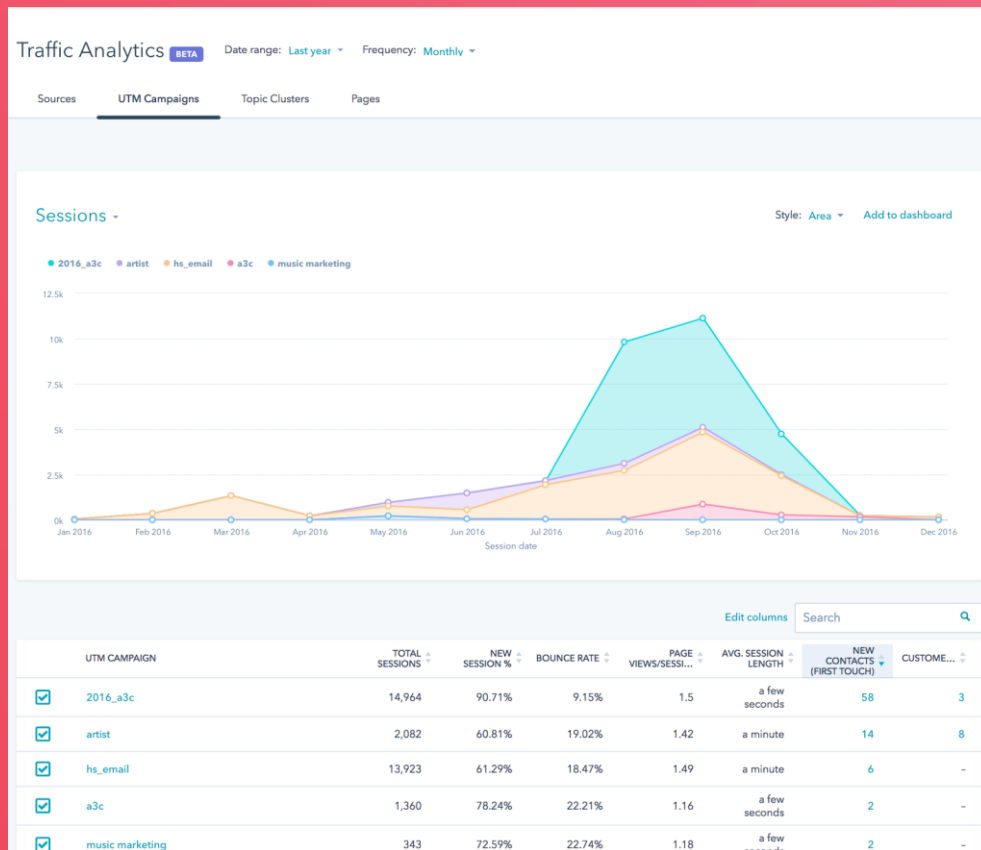 Traffic Analytics BETA Date range: Last year Frequency: Monthly
Sources UTM Campaigns Topic Clusters Pages
Sessions
Style: Area Add to dashboard
2016_a3c artist hs_email a3c music marketing
12.5k
10k
7.5k
5k
2.5k
0k
Jan 2016 Feb 2016 Mar 2016 Apr 2016 May 2016 Jun 2016 Jul 2016 Aug 2016 Sep 2016 Oct 2016 Nov 2016 Dec 2016
Session date
Edit columns Search
UTM CAMPAIGN TOTAL SESSIONS NEW SESSION % BOUNCE RATE PAGE VIEWS/SESSI... AVG. SESSION LENGTH NEW CONTACTS (FIRST TOUCH) CUSTOME...
2016_a3c 14,964 90.71% 9.15% 1.5 a few seconds 58 3
artist 2,082 60.81% 19.02% 1.42 a minute 14 8
hs_email 13,923 61.29% 18.47% 1.49 a minute 6 -
a3c 1,360 78.24% 22.21% 1.16 a few seconds 2 -
music marketing 343 72.59% 22.74% 1.18 a few 2 -